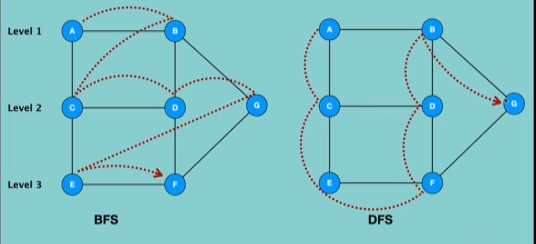 Level 1 A B A B
Level 2 C D G C D G
Level 3 E F E F
BFS DFS